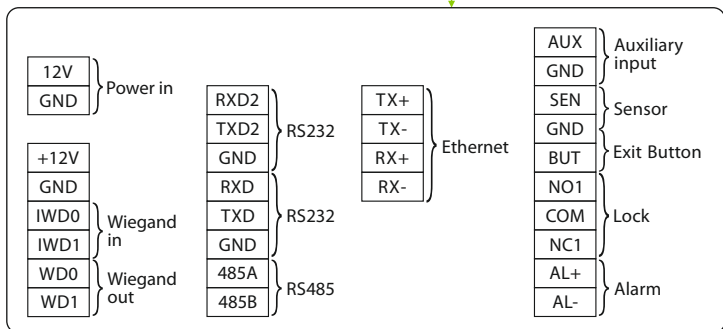 12V
GND
Power in
+12V
GND
IWD0
IWD1
Wiegand
in
WD0
WD1
Wiegand
out
RXD2
TXD2
GND
RS232
RXD
TXD
GND
RS232
485A
485B
RS485
TX+
TX-
RX+
RX-
Ethernet
AUX
GND
Auxiliary
input
SEN
GND
Sensor
BUT
Exit Button
NO1
COM
NC1
Lock
AL+
AL-
Alarm